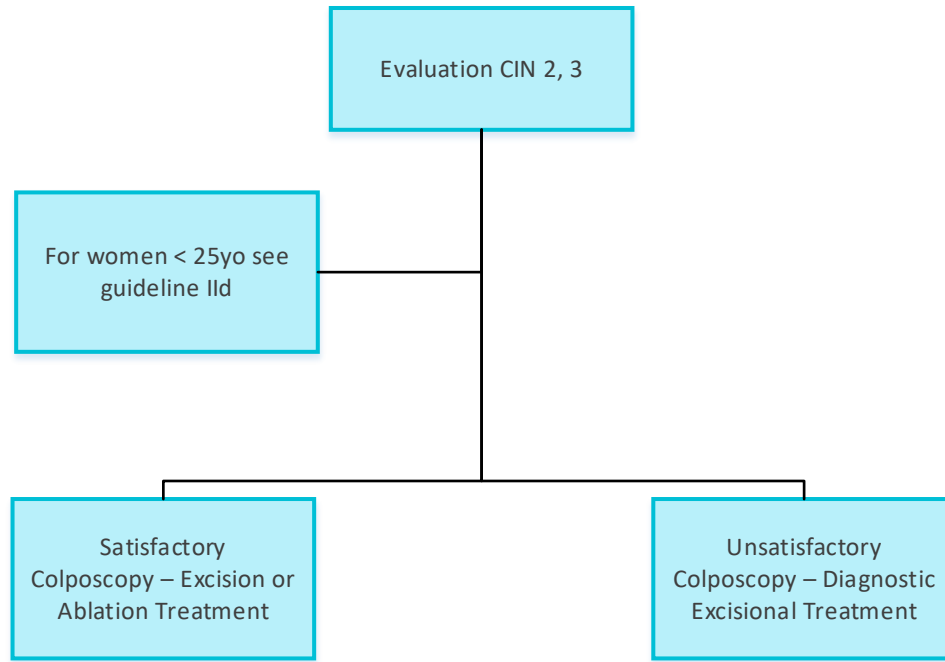 Evaluation CIN 2, 3
For women < 25yo see
guideline IId
Satisfactory
Colposcopy – Excision or
Ablation Treatment
Unsatisfactory
Colposcopy – Diagnostic
Excisional Treatment